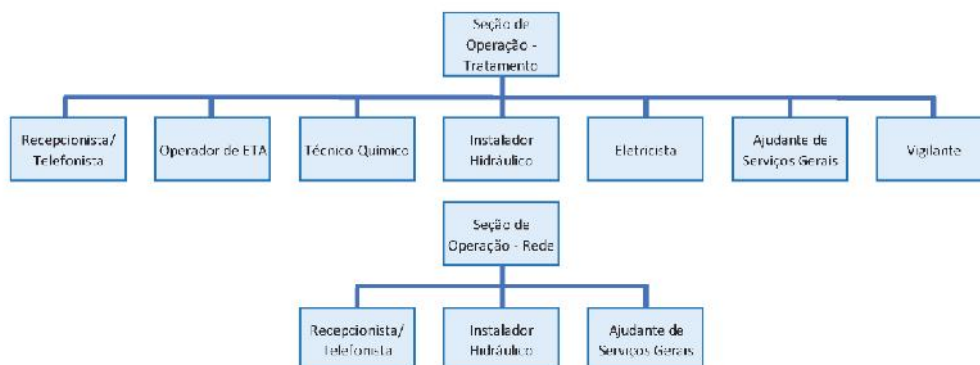 Seção de
Operação -
Tratamento
Recepcionista/
Telefonista
Operador de ETA
Técnico Químico
Instalador
Hidráulico
Eletricista
Ajudante de
Serviços Gerais
Vigilante
Seção de
Operação - Rede
Recepcionista/
Telefonista
Instalador
Hidráulico
Ajudante de
Serviços Gerais